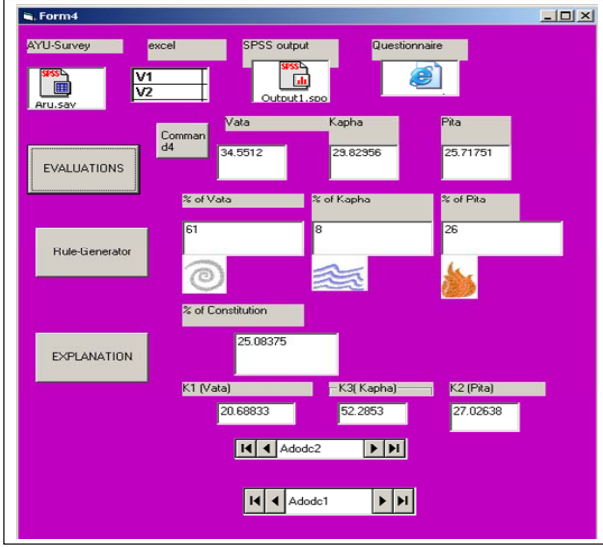 Form4
AYU-Survey excel SPSS output Questionnaire
SPSS V1 SPSS
V2
Aru.sav Output1.spo
Vata Kapha Pita
Comman
d4
34.5512 29.82956 25.71751
EVALUATIONS
% of Vata % of Kapha % of Pita
61 8 26
Rule-Generator
% of Constitution
25.08375
EXPLANATION
K1 (Vata) K3( Kapha) K2 (Pita)
20.68833 52.2853 27.02638
Adodc2
Adodc1